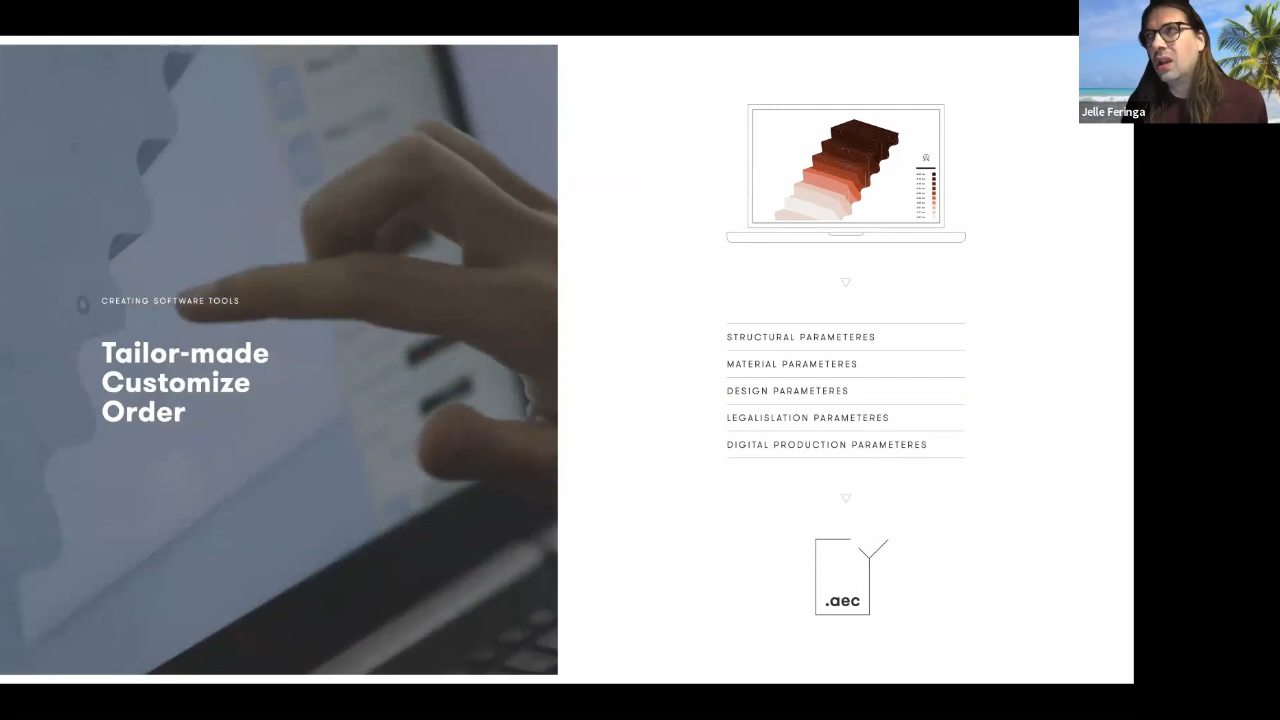 CREATING SOFTWARE TOOLS
Tailor-made
Customize
Order
STRUCTURAL PARAMETERES
MATERIAL PARAMETERES
DESIGN PARAMETERES
LEGALISLATION PARAMETERES
DIGITAL PRODUCTION PARAMETERES
.aec
Jelle Feringa